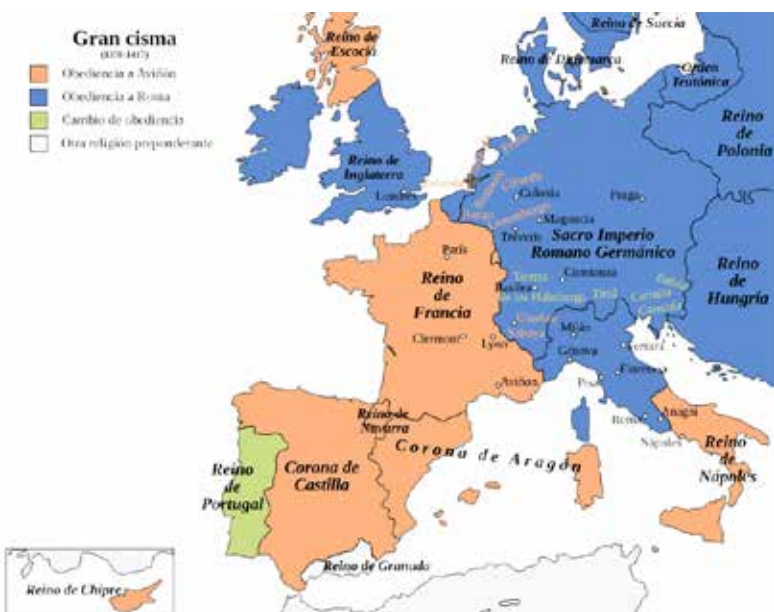 Gran cisma
(1378-1417)
Obediencia a Aviñón
Obediencia a Roma
Cambio de obediencia
Otra religión preponderante
Reino de
Escocia
Reino de Suecia
Reino de Dinamarca
Orden
Teutónica
Reino
de
Polonia
Reino de
Inglaterra
Londres
Colonia
Maguncia
Praga
Tréveris
Sacro Imperio
Romano Germánico
París
Reino
de
Francia
Constanza
Basilea
Tirol
Reino
de
Hungría
Clermont
Lyon
Milán
Génova
Ferrara
Florencia
Pisa
Aviñón
Reino de
Navarra
Corona de Aragón
Roma
Anagni
Nápoles
Reino
de
Nápoles
Reino
de
Portugal
Corona de
Castilla
Reino de Granada
Reino de Chipre